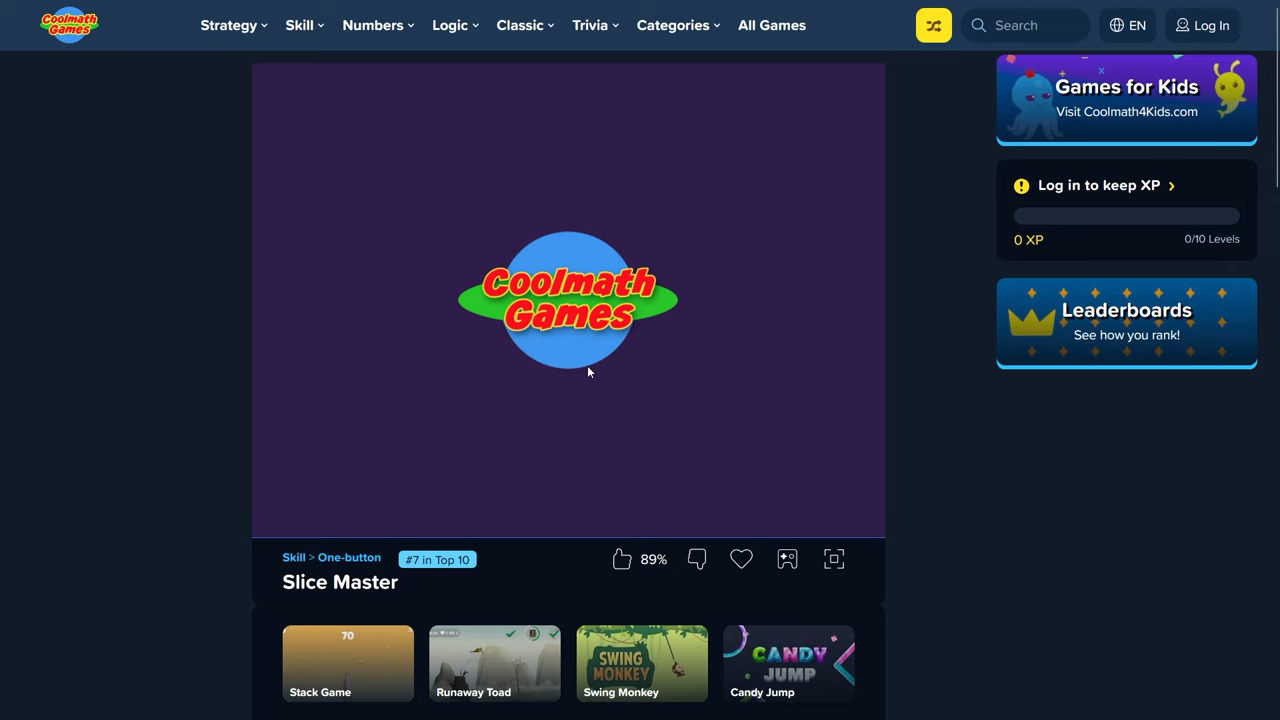 Coolmath
Games
Strategy
Skill
Numbers
Logic
Classic
Trivia
Categories
All Games
Search
EN
Log In
Games for Kids
Visit Coolmath4Kids.com
Log in to keep XP
0 XP
0/10 Levels
Leaderboards
See how you rank!
Coolmath
Games
Skill > One-button
#7 in Top 10
89%
Slice Master
70
Stack Game
Runaway Toad
SWING
MONKEY
Swing Monkey
CANDY
JUMP
Candy Jump